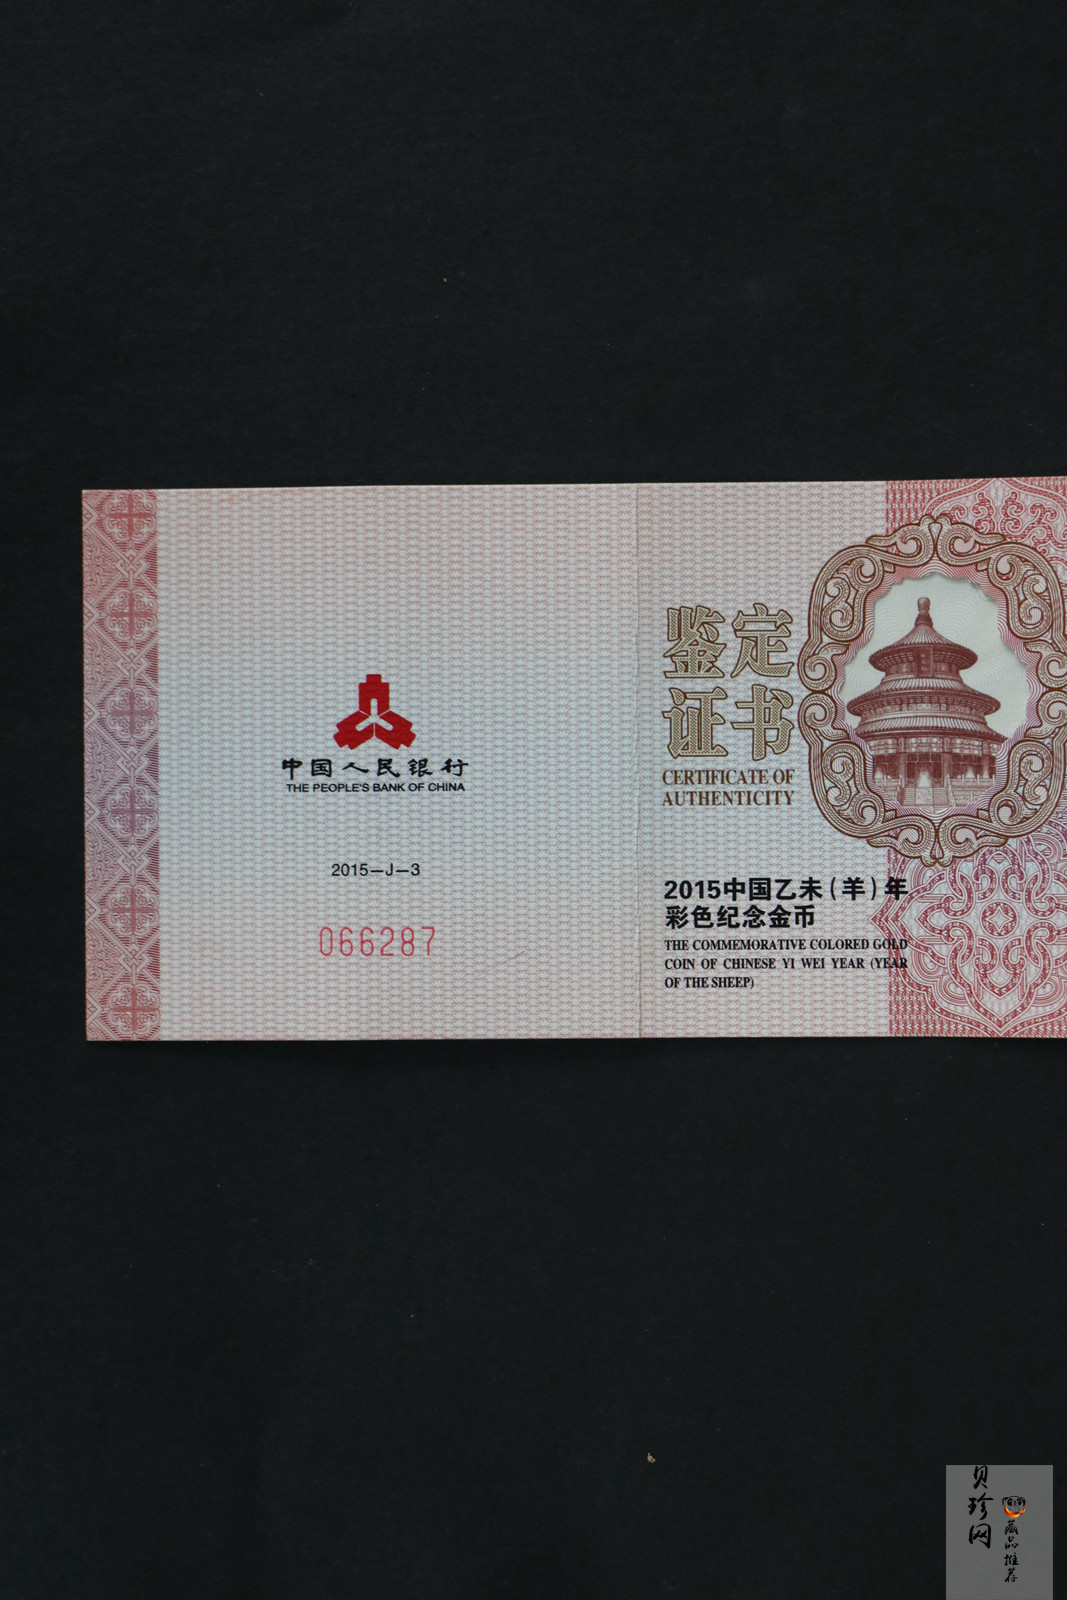 中国人民银行
THE PEOPLE'S BANK OF CHINA
2015-J-3
066287
鉴定
证书
CERTIFICATE OF
AUTHENTICITY
2015中国乙未(羊)年
彩色纪念金币
THE COMMEMORATIVE COLORED GOLD
COIN OF CHINESE YI WEI YEAR (YEAR
OF THE SHEEP)
贝珍网
藏品推荐